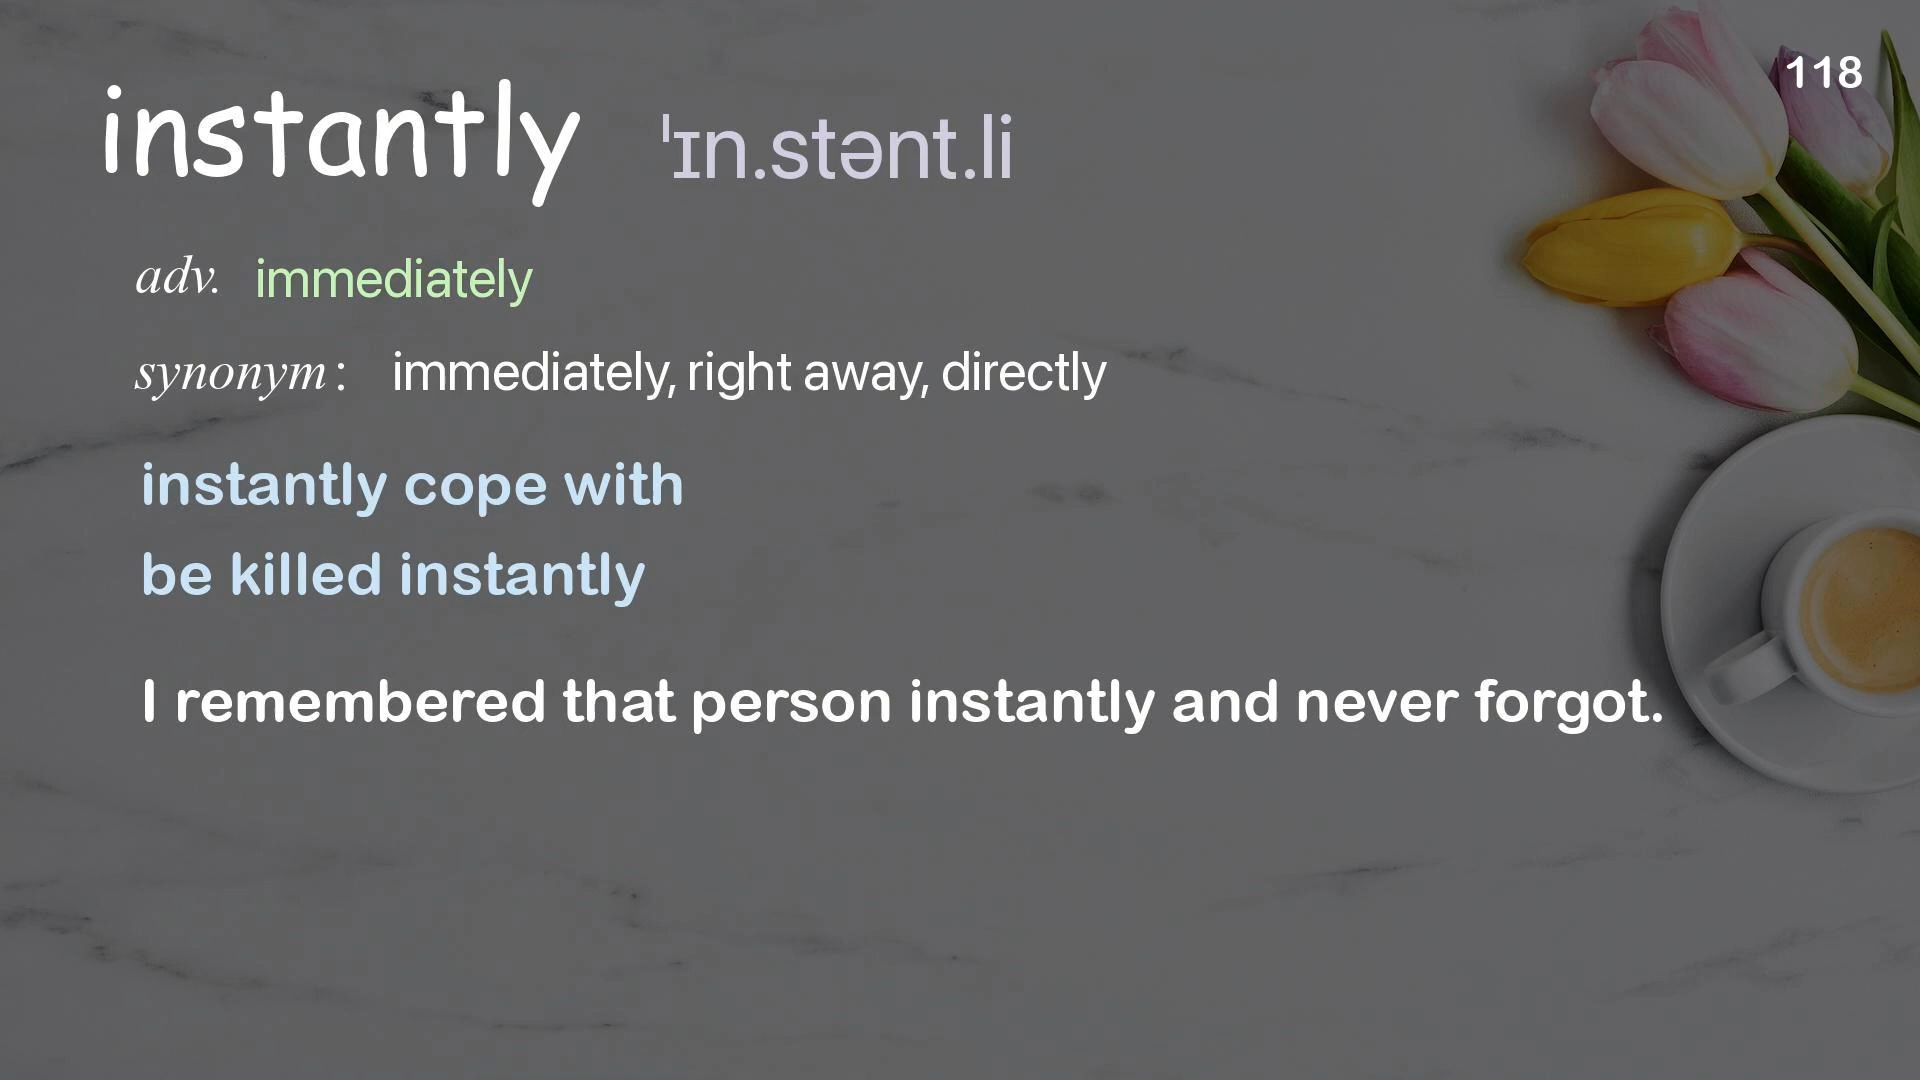 118
instantly ˈɪn.stənt.li
adv. immediately
synonym : immediately, right away, directly
instantly cope with
be killed instantly
I remembered that person instantly and never forgot.